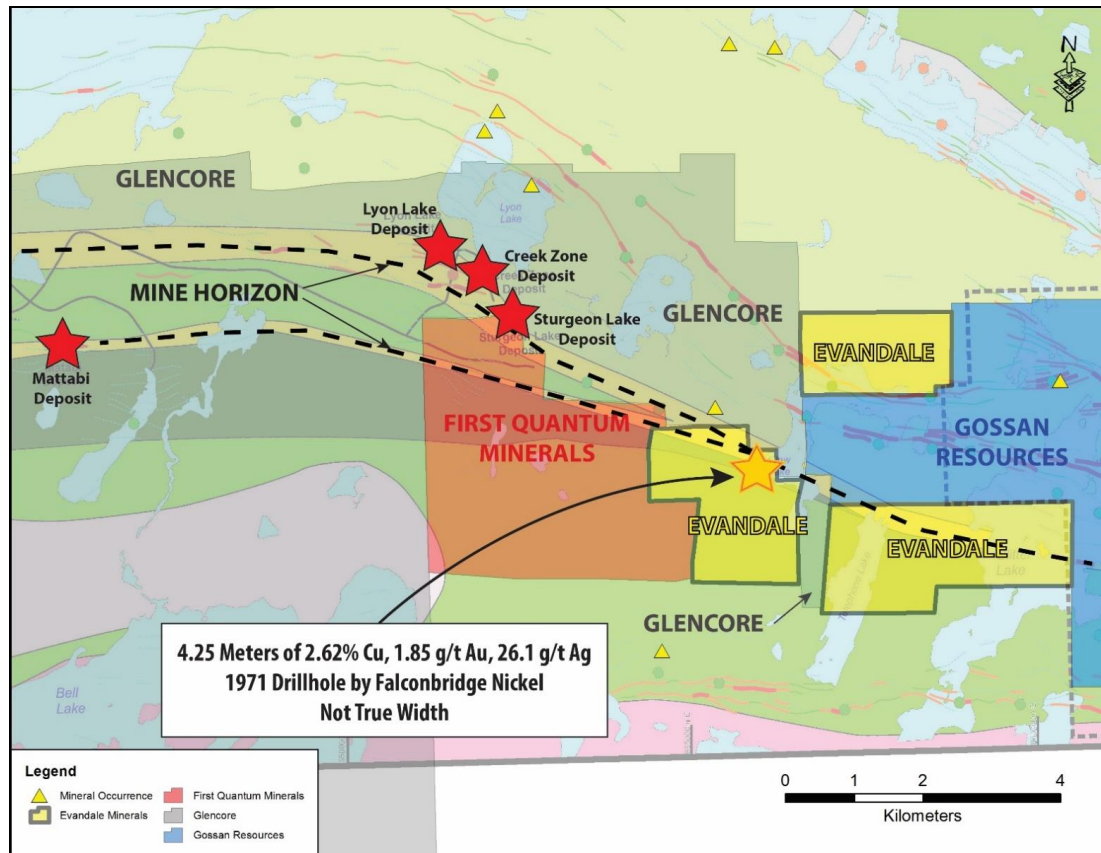 N
GLENCORE
Lyon Lake
Deposit
Lyon
Lake
Creek Zone
Deposit
MINE HORIZON
Sturgeon Lake
Deposit
GLENCORE
Mattabi
Deposit
EVANDALE
FIRST QUANTUM
MINERALS
GOSSAN
RESOURCES
EVANDALE
EVANDALE
Lake
GLENCORE
4.25 Meters of 2.62% Cu, 1.85 g/t Au, 26.1 g/t Ag
1971 Drillhole by Falconbridge Nickel
Not True Width
Bell
Lake
Legend
Mineral Occurrence
Evandale Minerals
First Quantum Minerals
Glencore
Gossan Resources
0 1 2 4
Kilometers